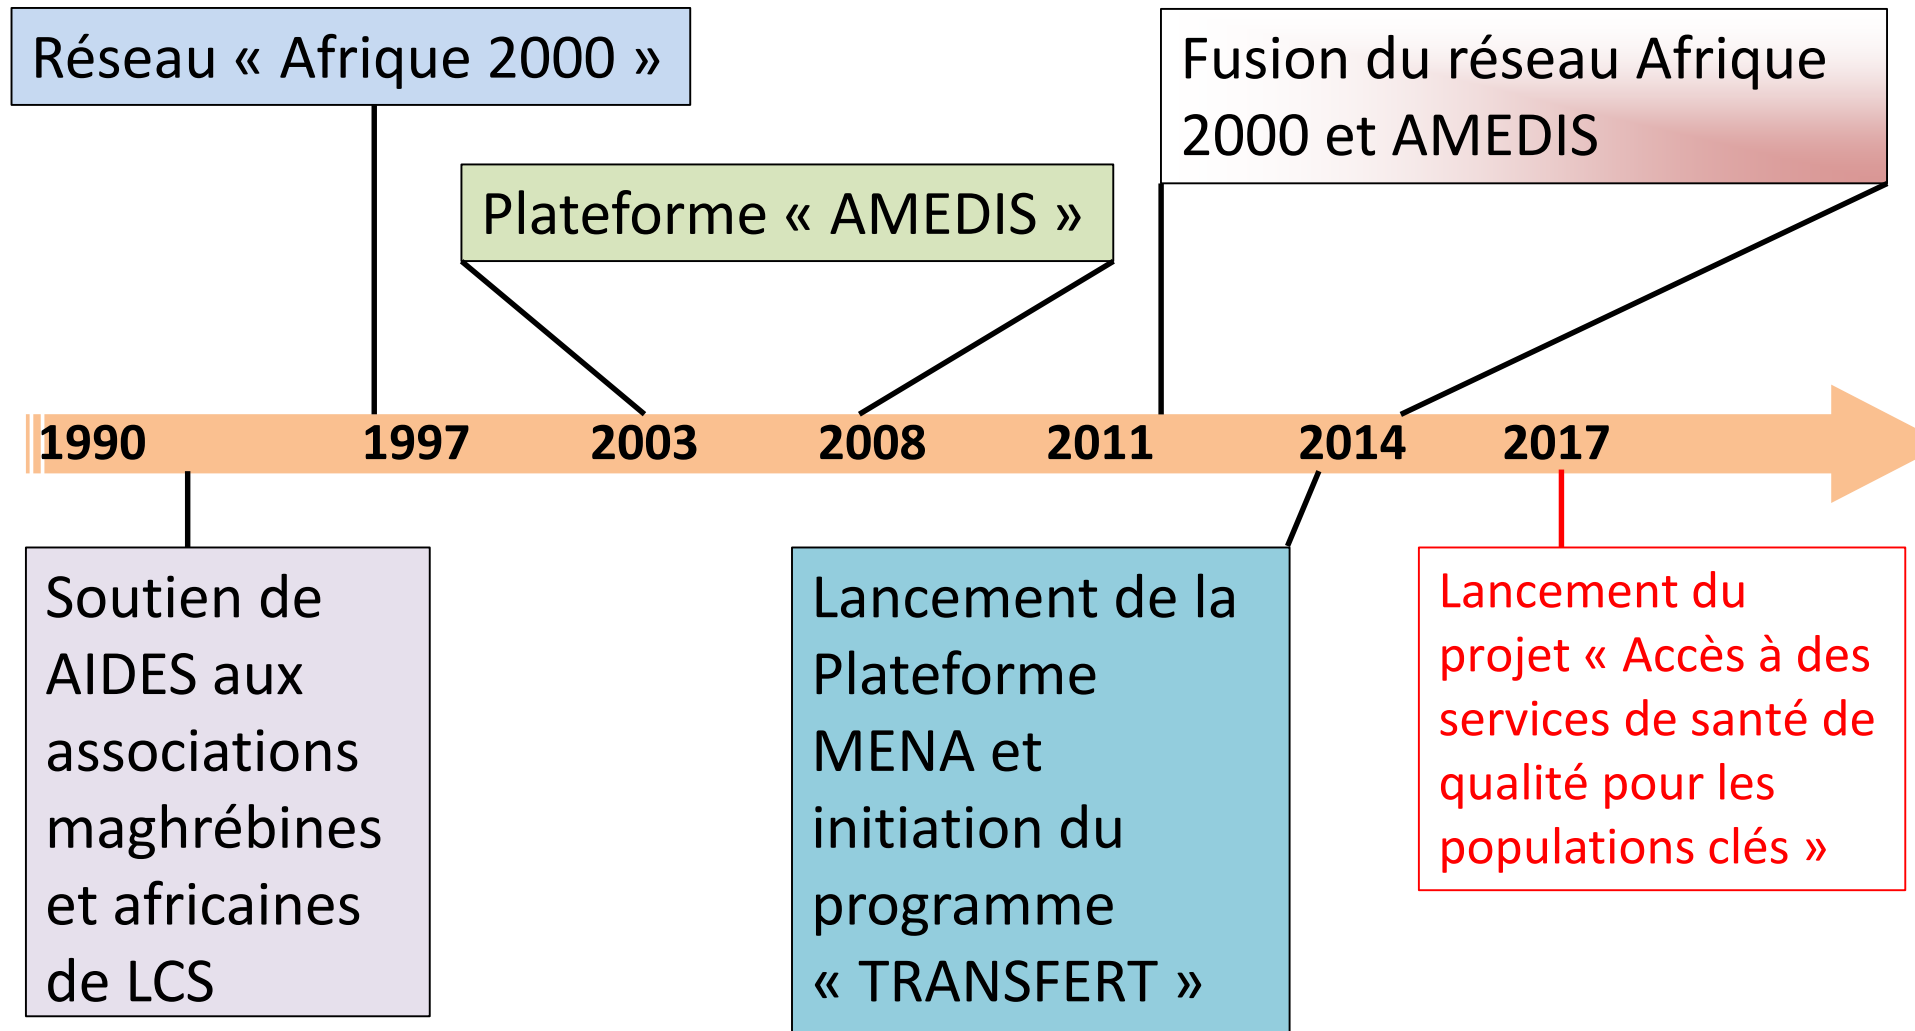 Réseau « Afrique 2000 »
Fusion du réseau Afrique
2000 et AMEDIS
Plateforme « AMEDIS »
1990 1997 2003 2008 2011 2014 2017
Soutien de
AIDES aux
associations
maghrébines
et africaines
de LCS
Lancement de la
Plateforme
MENA et
initiation du
programme
« TRANSFERT »
Lancement du
projet « Accès à des
services de santé de
qualité pour les
populations clés »